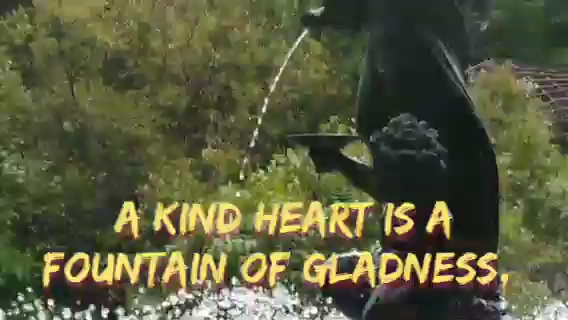 A KIND HEART IS A
FOUNTAIN OF GLADNESS,